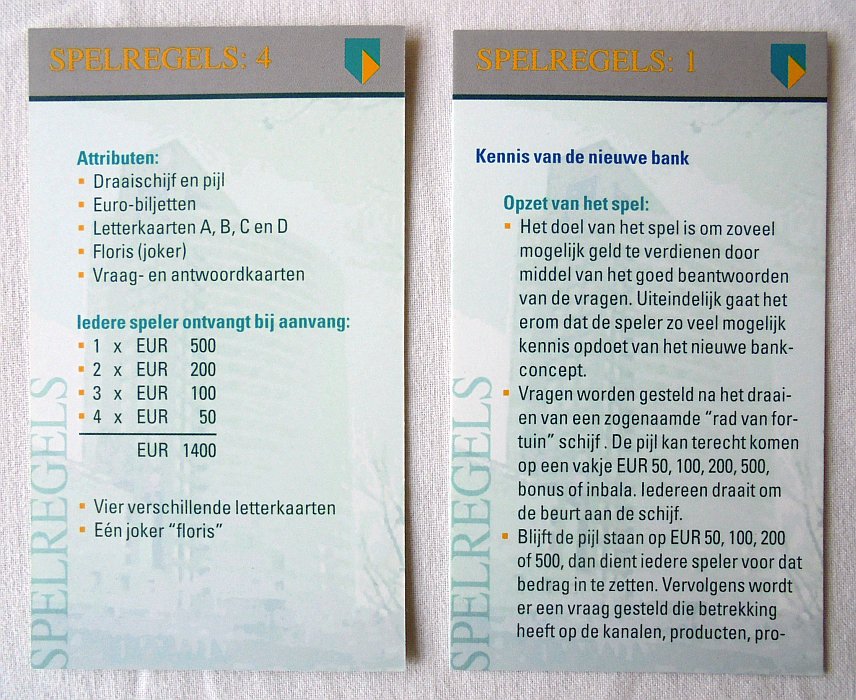 SPELREGELS: 4
Attributen:
Draaischijf en pijl
Euro-biljetten
Letterkaarten A, B, C en D
Floris (joker)
Vraag- en antwoordkaarten
Iedere speler ontvangt bij aanvang:
1 x EUR 500
2 x EUR 200
3 x EUR 100
4 x EUR 50
EUR 1400
Vier verschillende letterkaarten
Eén joker “floris”
SPELREGELS
SPELREGELS: 1
Kennis van de nieuwe bank
Opzet van het spel:
Het doel van het spel is om zoveel
mogelijk geld te verdienen door
middel van het goed beantwoorden
van de vragen. Uiteindelijk gaat het
erom dat de speler zo veel mogelijk
kennis opdoet van het nieuwe bank-
concept.
Vragen worden gesteld na het draai-
en van een zogenaamde “rad van for-
tuin” schijf . De pijl kan terecht komen
op een vakje EUR 50, 100, 200, 500,
bonus of inbala. Iedereen draait om
de beurt aan de schijf.
Blijft de pijl staan op EUR 50, 100, 200
of 500, dan dient iedere speler voor dat
bedrag in te zetten. Vervolgens wordt
er een vraag gesteld die betrekking
heeft op de kanalen, producten, pro-
SPELREGELS